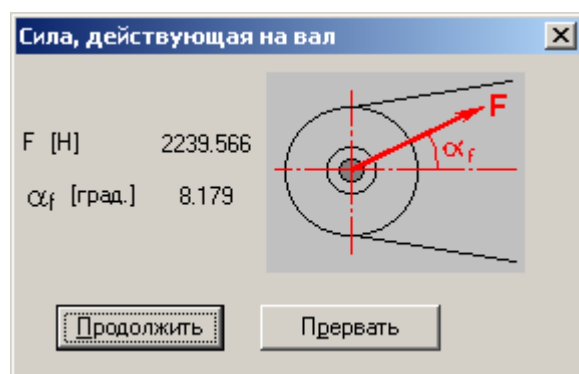 Сила, действующая на вал
F
F [Н] 2239.566
αf
αf [град.] 8.179
Продолжить Прервать